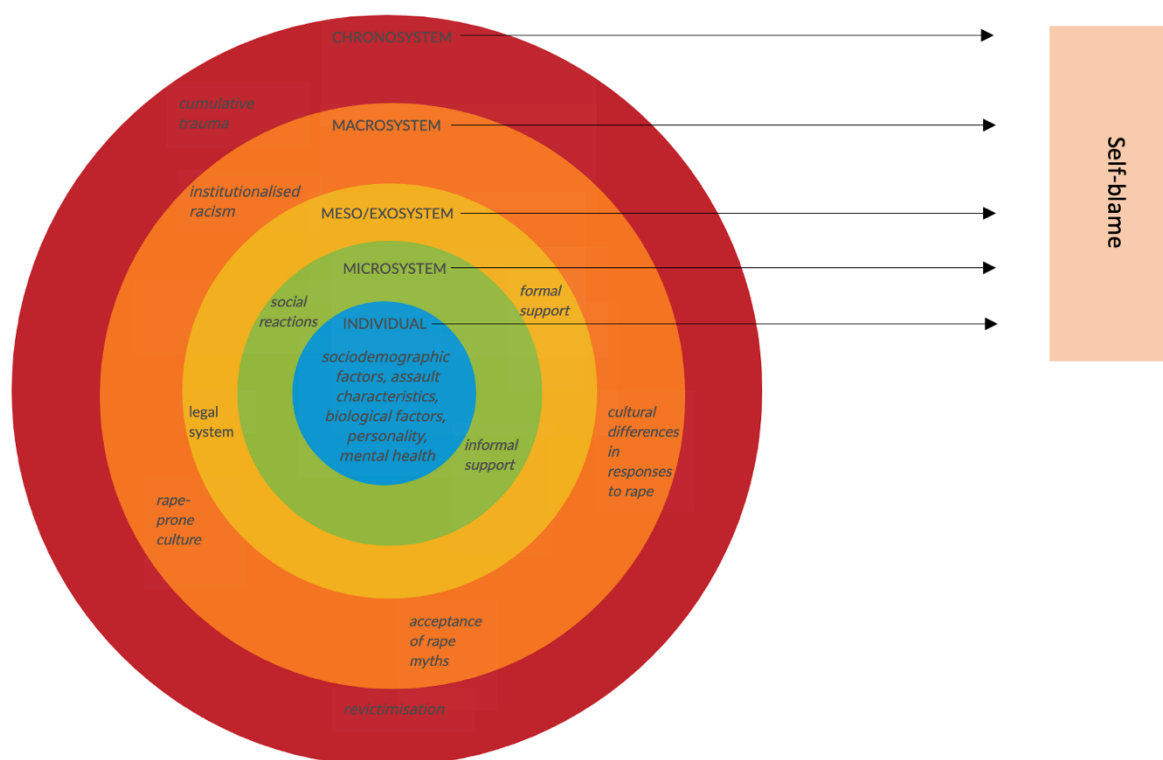 CHRONOSYSTEM
cumulative
trauma
MACROSYSTEM
institutionalised
racism
MESO/EXOSYSTEM
MICROSYSTEM
formal
support
social
reactions
INDIVIDUAL
sociodemographic
factors, assault
characteristics,
biological factors,
personality,
mental health
legal
system
informal
support
cultural
differences
in
responses
to rape
rape-
prone
culture
acceptance
of rape
myths
revictimisation
Self-blame